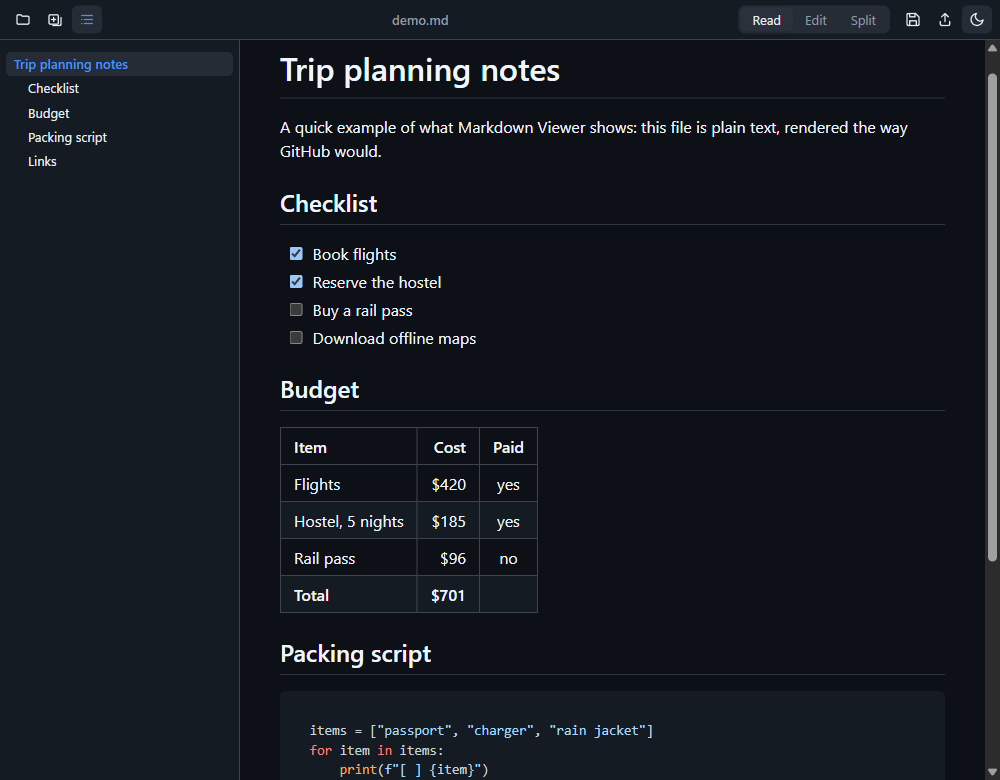 demo.md
Read Edit Split
Trip planning notes
Checklist
Budget
Packing script
Links
Trip planning notes
A quick example of what Markdown Viewer shows: this file is plain text, rendered the way
GitHub would.
Checklist
Book flights
Reserve the hostel
Buy a rail pass
Download offline maps
Budget
Item Cost Paid
Flights $420 yes
Hostel, 5 nights $185 yes
Rail pass $96 no
Total $701
Packing script
items = ["passport", "charger", "rain jacket"]
for item in items:
    print(f"[ ] {item}")